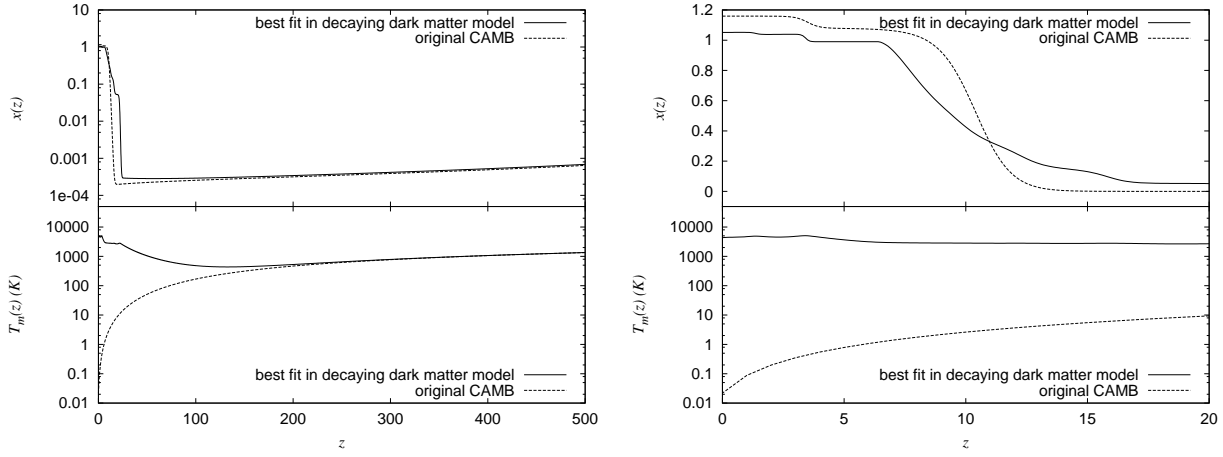 best fit in decaying dark matter model
original CAMB
x(z)
10
1
0.1
0.01
0.001
1e-04
best fit in decaying dark matter model
original CAMB
T_m(z) (K)
10000
1000
100
10
1
0.1
0.01
0 100 200 300 400 500
z
best fit in decaying dark matter model
original CAMB
x(z)
1.2
1
0.8
0.6
0.4
0.2
0
best fit in decaying dark matter model
original CAMB
T_m(z) (K)
10000
1000
100
10
1
0.1
0.01
0 5 10 15 20
z